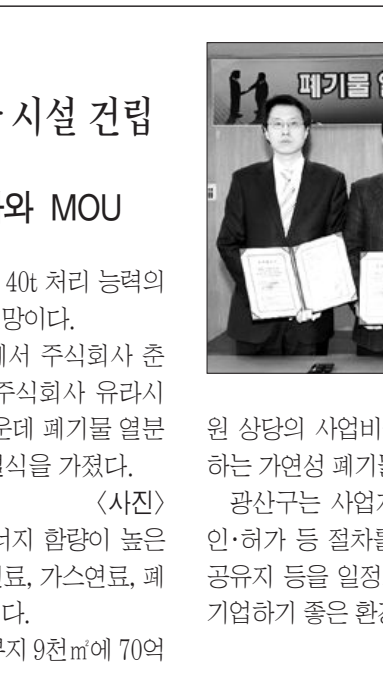 시설 건립
와 MOU
40t 처리 능력의
망이다.
에서 주식회사 춘
주식회사 유라시
운데 폐기물 열분
식을 가졌다.
〈사진〉
너지 함량이 높은
료, 가스연료, 폐
다.
부지 9천㎡에 70억
폐기물
원 상당의 사업비
하는 가연성 폐기물
광산구는 사업자
인·허가 등 절차를
공유지 등을 일정
기업하기 좋은 환경